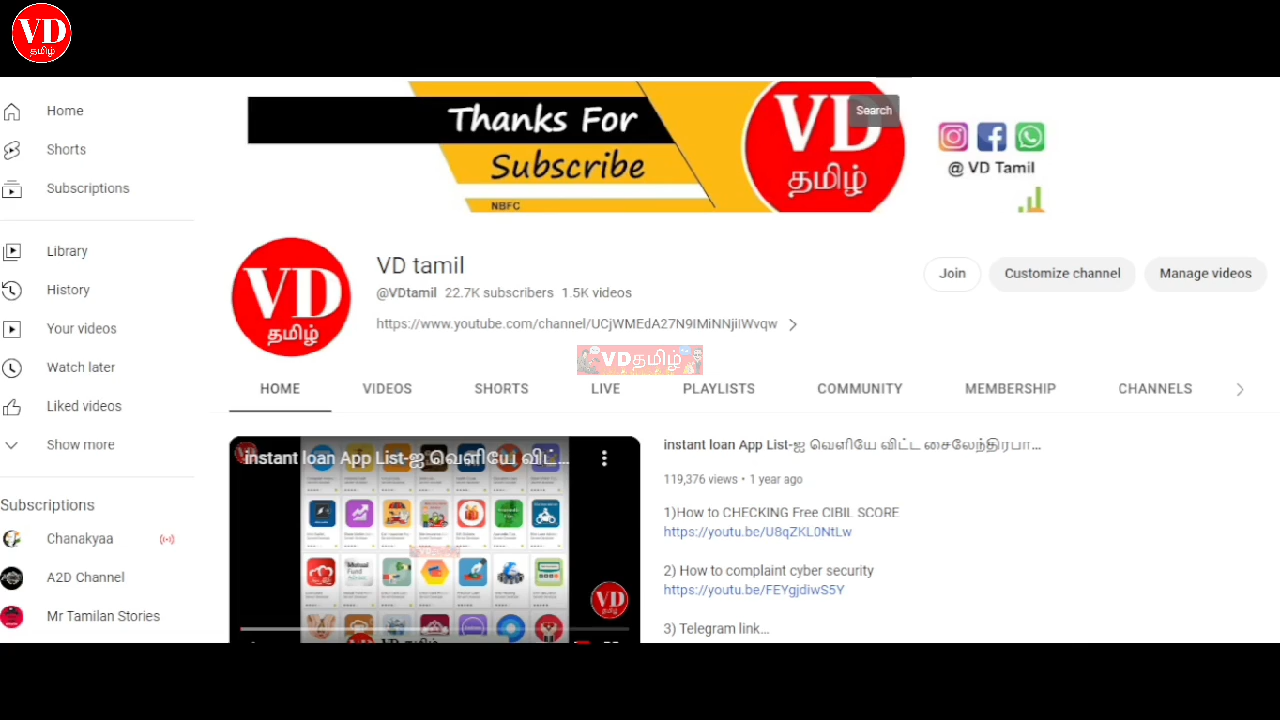 VD
தமிழ்
Thanks For
Subscribe
NBFC
VD
தமிழ்
Search
@ VD Tamil
Home
Shorts
Subscriptions
Library
History
Your videos
Watch later
Liked videos
Show more
Subscriptions
Chanakyaa
A2D Channel
Mr Tamilan Stories
VD
தமிழ்
VD tamil
@VDtamil 22.7K subscribers 1.5K videos
https://www.youtube.com/channel/UCjWMEdA27N9IMiNNjiIWvqw
Join
Customize channel
Manage videos
VDதமிழ்
HOME VIDEOS SHORTS LIVE PLAYLISTS COMMUNITY MEMBERSHIP CHANNELS
instant loan App List-ஐ வெளியே விட்...
VD
தமிழ்
VD தமிழ்
instant loan App List-ஐ வெளியே விட்ட சைலேந்திரபா...
119,376 views • 1 year ago
1)How to CHECKING Free CIBIL SCORE
https://youtu.be/U8qZKL0NtLw
2) How to complaint cyber security
https://youtu.be/FEYgjdiwS5Y
3) Telegram link...